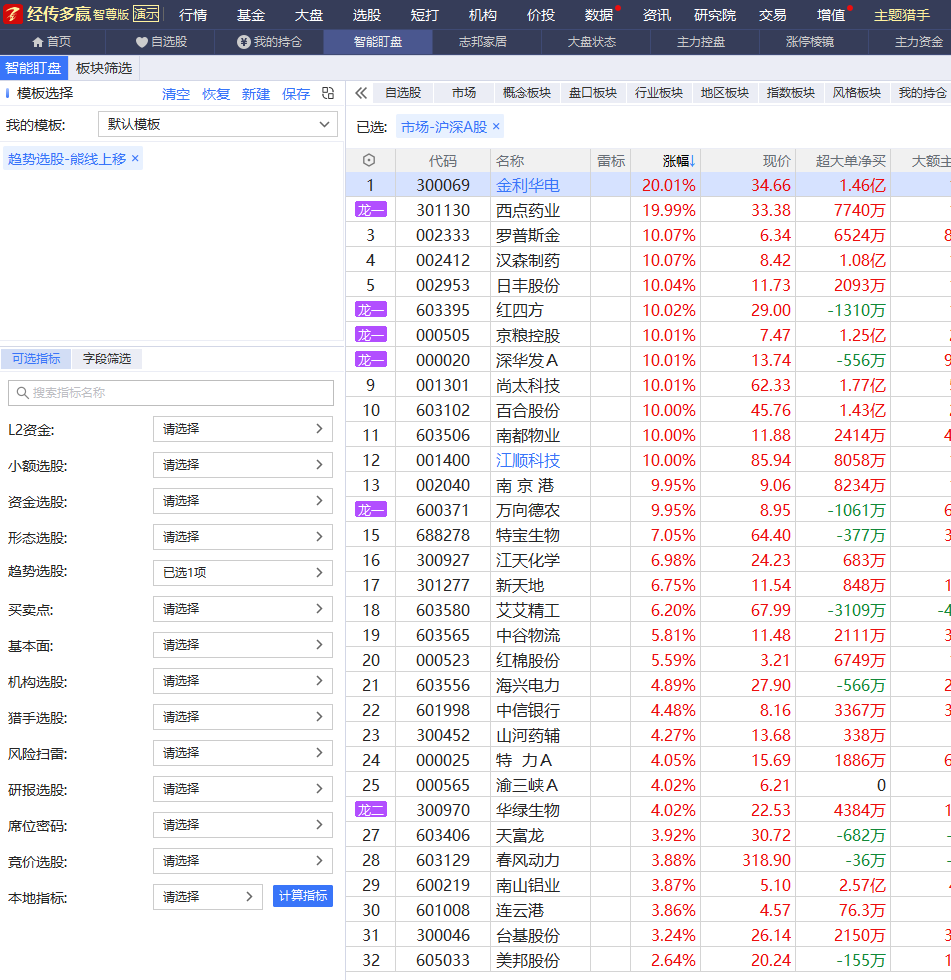 经传多赢 智尊版 演示 行情 基金 大盘 选股 短打 机构 价投 数据 资讯 研究院 交易 增值 主题猎手
首页 自选股 我的持仓 智能盯盘 志邦家居 大盘状态 主力控盘 涨停棱镜 主力资金
智能盯盘 板块筛选
模板选择 清空 恢复 新建 保存
我的模板: 默认模板
趋势选股-能线上移 ×
可选指标 字段筛选
搜索指标名称
L2资金: 请选择
小额选股: 请选择
资金选股: 请选择
形态选股: 请选择
趋势选股: 已选1项
买卖点: 请选择
基本面: 请选择
机构选股: 请选择
猎手选股: 请选择
风险扫雷: 请选择
研报选股: 请选择
席位密码: 请选择
竞价选股: 请选择
本地指标: 请选择 计算指标
自选股 市场 概念板块 盘口板块 行业板块 地区板块 指数板块 风格板块 我的持仓
已选: 市场-沪深A股 ×
代码 名称 雷标 涨幅↓ 现价 超大单净买 大额主
1 300069 金利华电 20.01% 34.66 1.46亿
龙一 301130 西点药业 19.99% 33.38 7740万
3 002333 罗普斯金 10.07% 6.34 6524万 8
4 002412 汉森制药 10.07% 8.42 1.08亿
5 002953 日丰股份 10.04% 11.73 2093万
龙一 603395 红四方 10.02% 29.00 -1310万
龙一 000505 京粮控股 10.01% 7.47 1.25亿
龙一 000020 深华发A 10.01% 13.74 -556万 9
9 001301 尚太科技 10.01% 62.33 1.77亿
10 603102 百合股份 10.00% 45.76 1.43亿
11 603506 南都物业 10.00% 11.88 2414万 4
12 001400 江顺科技 10.00% 85.94 8058万
13 002040 南 京 港 9.95% 9.06 8234万
龙一 600371 万向德农 9.95% 8.95 -1061万 6
15 688278 特宝生物 7.05% 64.40 -377万 3
16 300927 江天化学 6.98% 24.23 683万
17 301277 新天地 6.75% 11.54 848万 1
18 603580 艾艾精工 6.20% 67.99 -3109万 -4
19 603565 中谷物流 5.81% 11.48 2111万 3
20 000523 红棉股份 5.59% 3.21 6749万
21 603556 海兴电力 4.89% 27.90 -566万 2
22 601998 中信银行 4.48% 8.16 3367万 3
23 300452 山河药辅 4.27% 13.68 338万
24 000025 特 力A 4.05% 15.69 1886万 6
25 000565 渝三峡A 4.02% 6.21 0
龙二 300970 华绿生物 4.02% 22.53 4384万 1
27 603406 天富龙 3.92% 30.72 -682万 -
28 603129 春风动力 3.88% 318.90 -36万 -
29 600219 南山铝业 3.87% 5.10 2.57亿
30 601008 连云港 3.86% 4.57 76.3万
31 300046 台基股份 3.24% 26.14 2150万 3
32 605033 美邦股份 2.64% 20.24 -155万 1